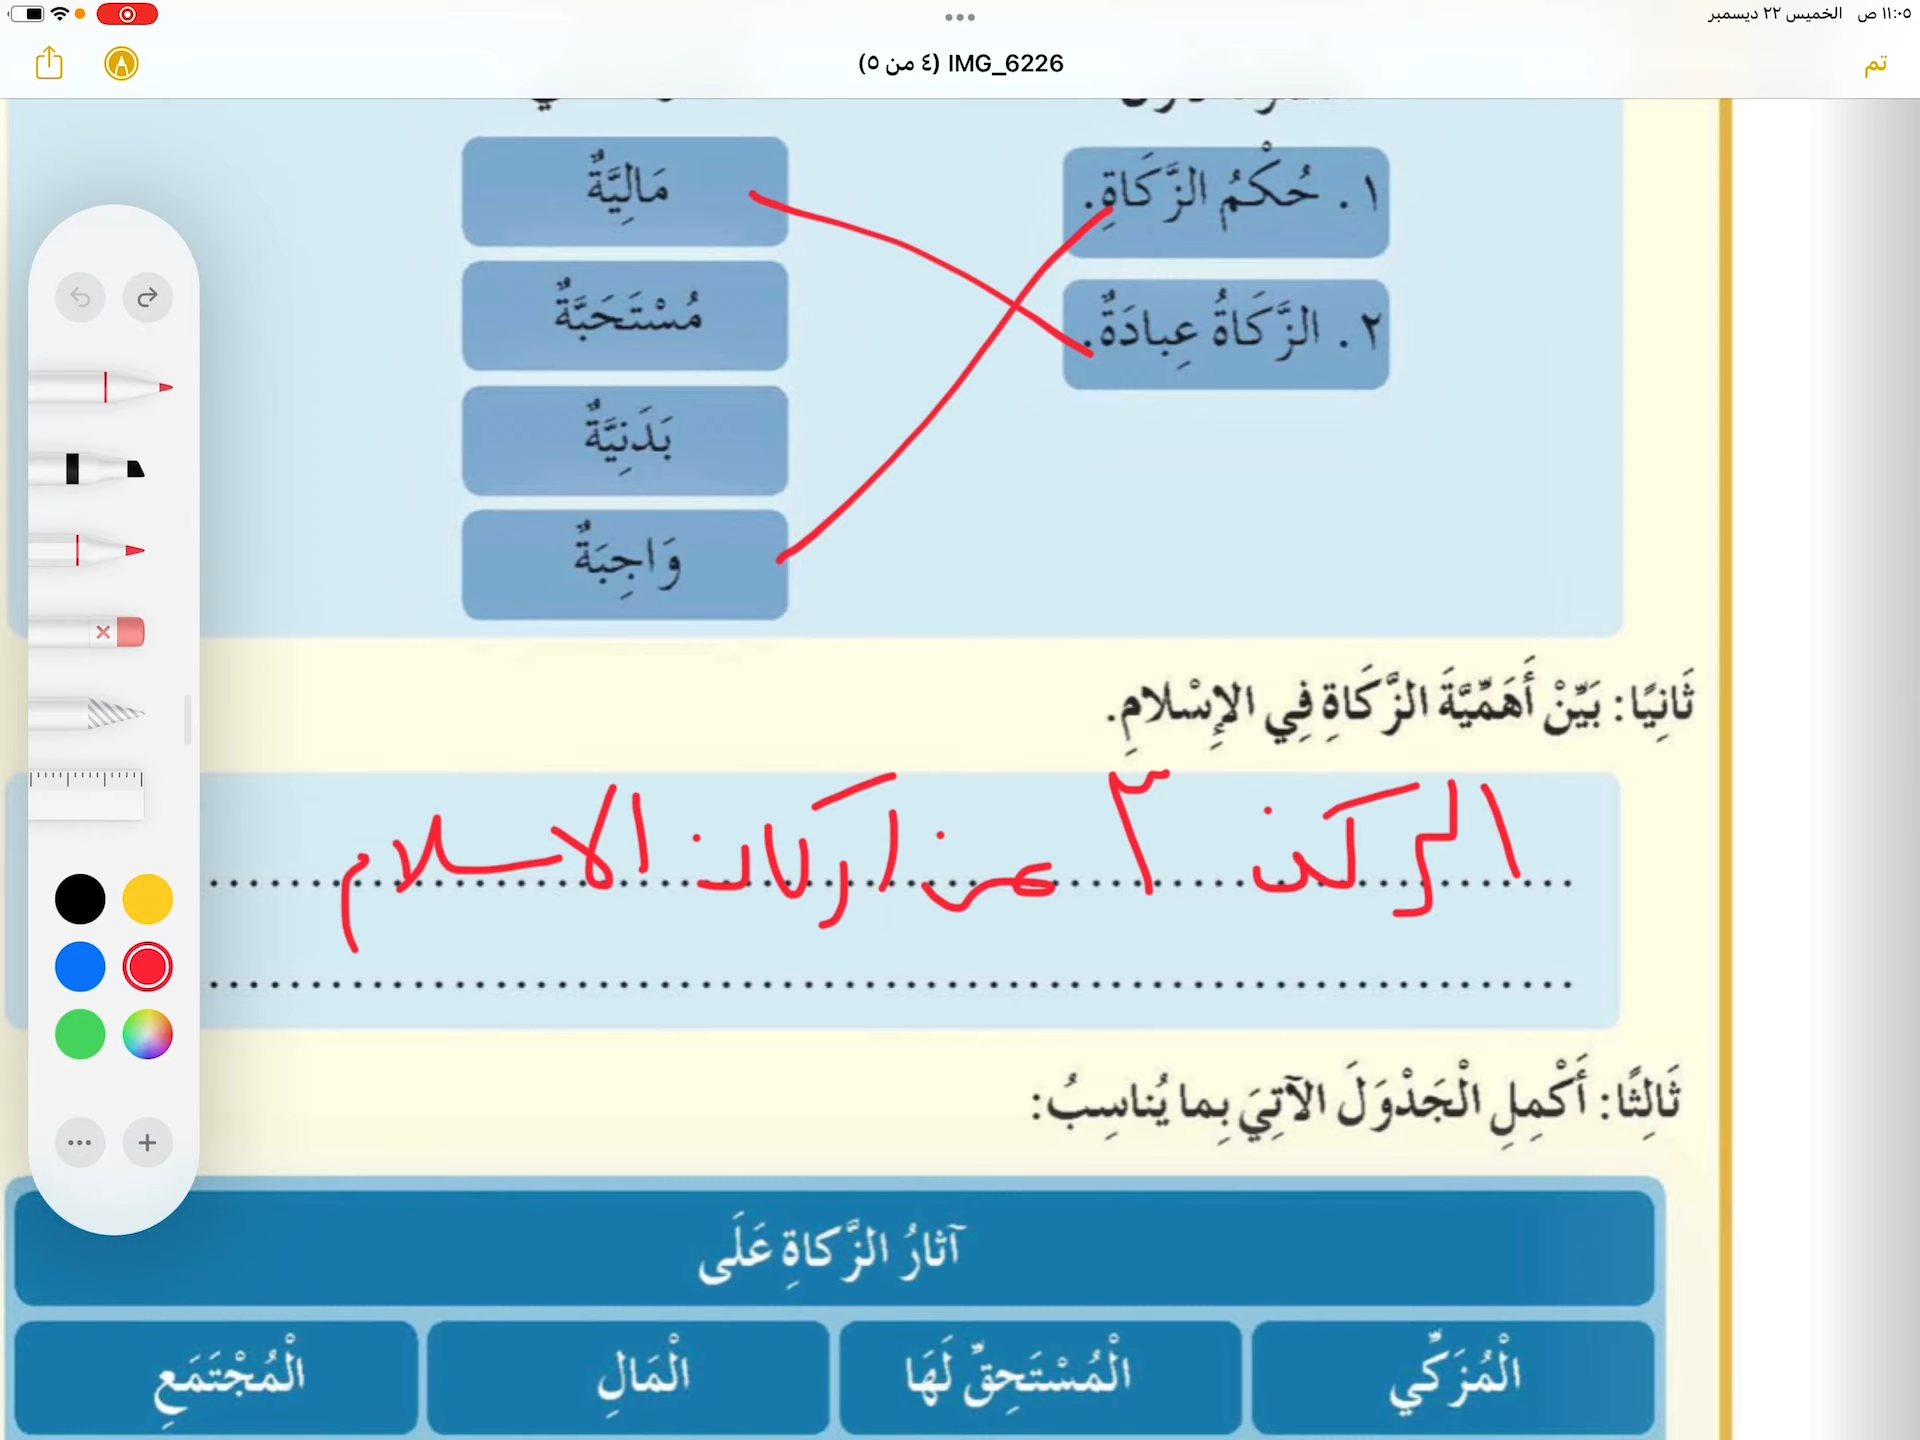 ١١:٠٥ ص الخميس ٢٢ ديسمبر
IMG_6226 (٤ من ٥)
تم
١. حُكْمُ الزَّكَاةِ.
٢. الزَّكَاةُ عِبادَةٌ.
مَالِيَّةٌ
مُسْتَحَبَّةٌ
بَدَنِيَّةٌ
وَاجِبَةٌ
ثَانِيًا: بَيِّنْ أَهَمِّيَّةَ الزَّكَاةِ فِي الإِسْلامِ.
الركن ٣ من اركان الاسلام
ثَالِثًا: أَكْمِلِ الْجَدْوَلَ الآتِيَ بِما يُناسِبُ:
آثارُ الزَّكاةِ عَلَى
الْمُزَكِّي
الْمُسْتَحِقِّ لَهَا
الْمَالِ
الْمُجْتَمَعِ